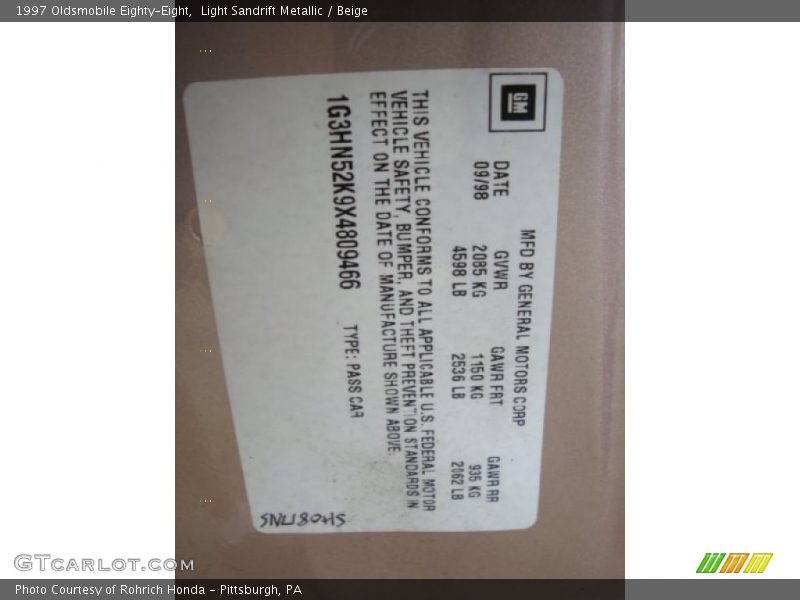 1997 Oldsmobile Eighty-Eight,  Light Sandrift Metallic / Beige
GM
MFD BY GENERAL MOTORS CORP
DATE GVWR GAWR FRT GAWR RR
09/98 2085 KG 1150 KG 935 KG
4598 LB 2536 LB 2062 LB
THIS VEHICLE CONFORMS TO ALL APPLICABLE U.S. FEDERAL MOTOR
VEHICLE SAFETY, BUMPER, AND THEFT PREVENTION STANDARDS IN
EFFECT ON THE DATE OF MANUFACTURE SHOWN ABOVE.
1G3HN52K9X4809466 TYPE: PASS CAR
GTCARLOT.COM
Photo Courtesy of Rohrich Honda - Pittsburgh, PA